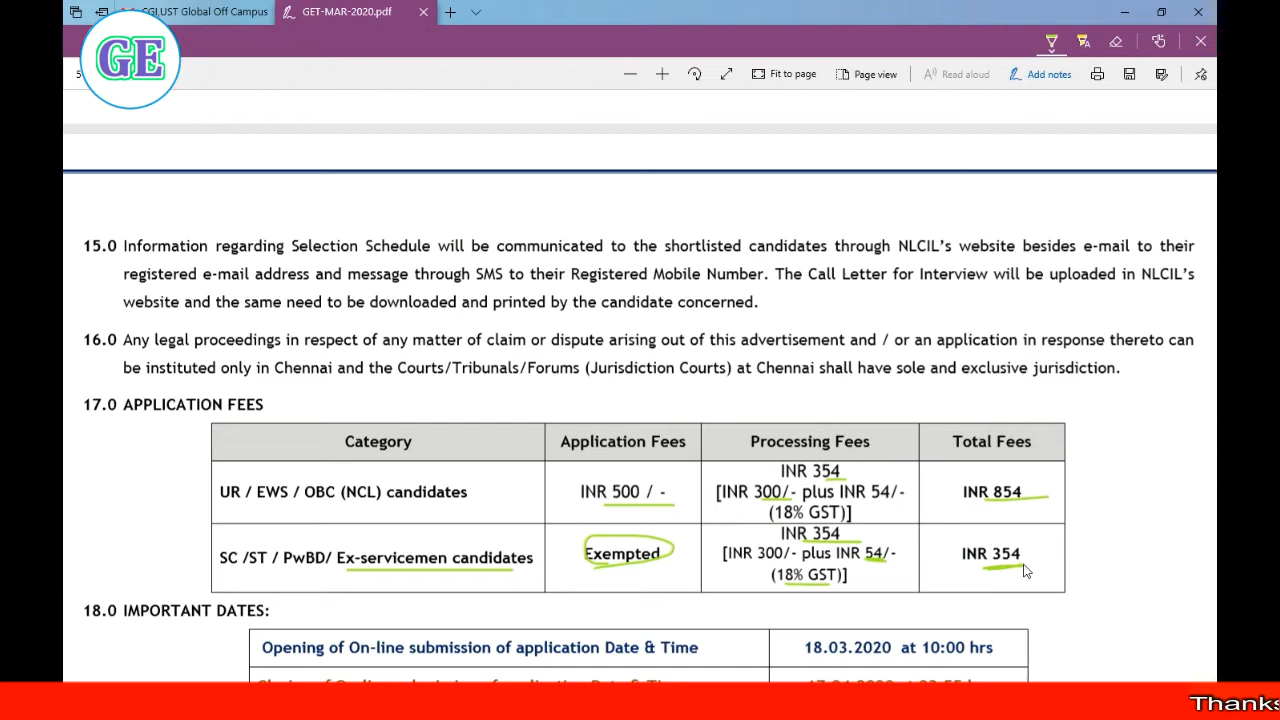 CGI,UST Global Off Campus
GET-MAR-2020.pdf
GE
5
Fit to page
Page view
Read aloud
Add notes
15.0 Information regarding Selection Schedule will be communicated to the shortlisted candidates through NLCIL's website besides e-mail to their
registered e-mail address and message through SMS to their Registered Mobile Number. The Call Letter for Interview will be uploaded in NLCIL's
website and the same need to be downloaded and printed by the candidate concerned.
16.0 Any legal proceedings in respect of any matter of claim or dispute arising out of this advertisement and / or an application in response thereto can
be instituted only in Chennai and the Courts/Tribunals/Forums (Jurisdiction Courts) at Chennai shall have sole and exclusive jurisdiction.
17.0 APPLICATION FEES
Category Application Fees Processing Fees Total Fees
UR / EWS / OBC (NCL) candidates
INR 500 / -
INR 354
[INR 300/- plus INR 54/-
(18% GST)]
INR 854
SC /ST / PwBD/ Ex-servicemen candidates
Exempted
INR 354
[INR 300/- plus INR 54/-
(18% GST)]
INR 354
18.0 IMPORTANT DATES:
Opening of On-line submission of application Date & Time 18.03.2020 at 10:00 hrs
Thanks